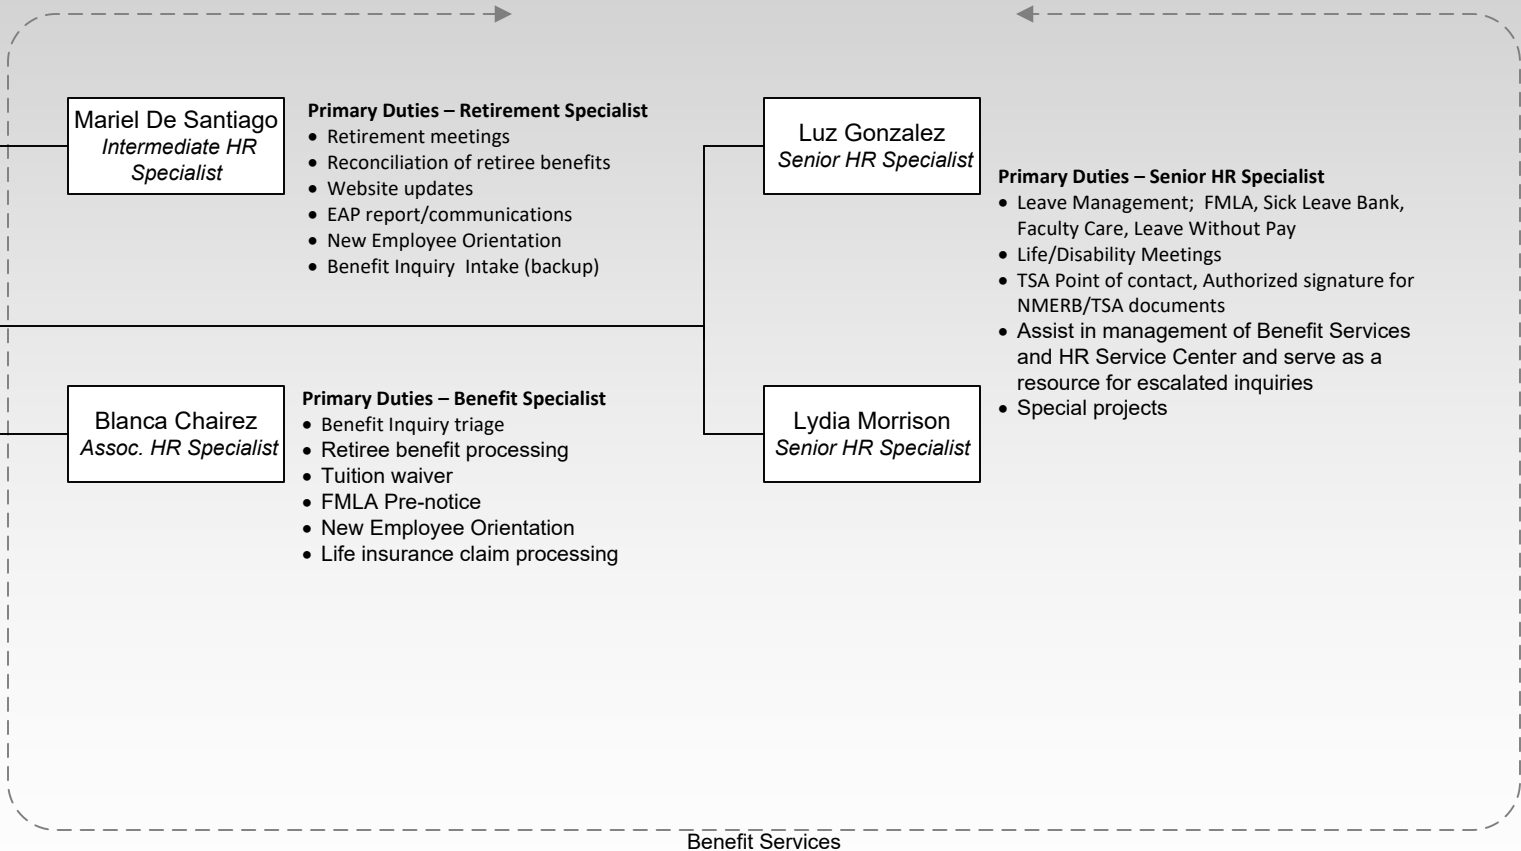 Mariel De Santiago
Intermediate HR
Specialist
Primary Duties – Retirement Specialist
• Retirement meetings
• Reconciliation of retiree benefits
• Website updates
• EAP report/communications
• New Employee Orientation
• Benefit Inquiry  Intake (backup)
Luz Gonzalez
Senior HR Specialist
Primary Duties – Senior HR Specialist
• Leave Management;  FMLA, Sick Leave Bank,
Faculty Care, Leave Without Pay
• Life/Disability Meetings
• TSA Point of contact, Authorized signature for
NMERB/TSA documents
• Assist in management of Benefit Services
and HR Service Center and serve as a
resource for escalated inquiries
• Special projects
Blanca Chairez
Assoc. HR Specialist
Primary Duties – Benefit Specialist
• Benefit Inquiry triage
• Retiree benefit processing
• Tuition waiver
• FMLA Pre-notice
• New Employee Orientation
• Life insurance claim processing
Lydia Morrison
Senior HR Specialist
Benefit Services